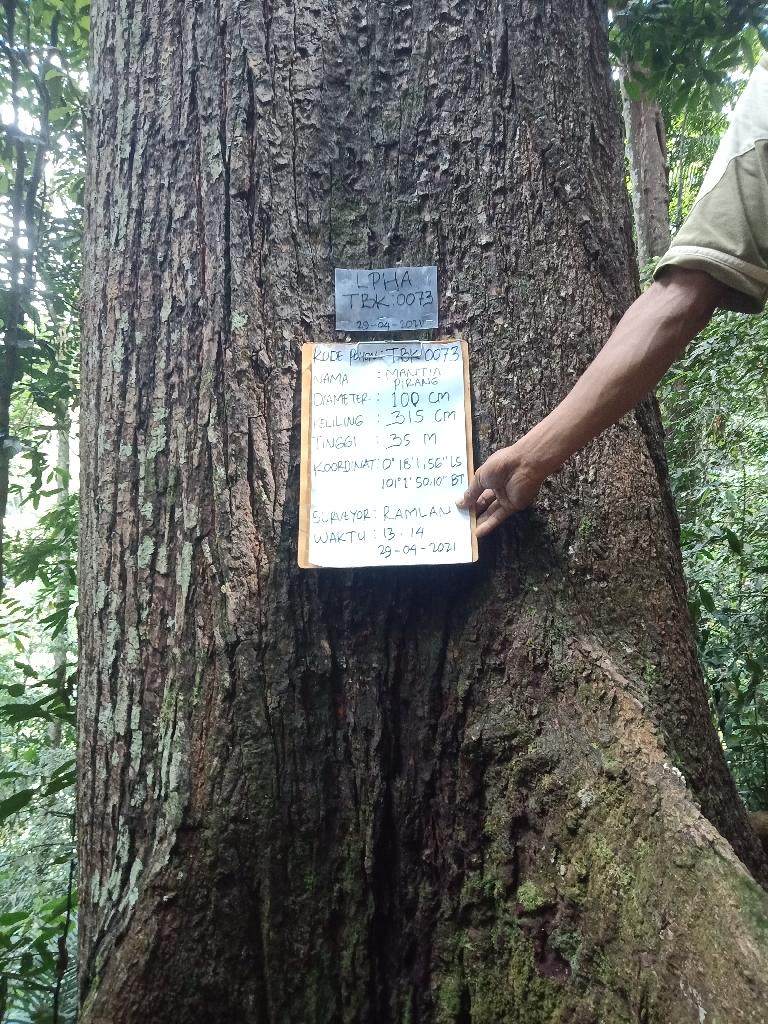 LPHA
TBK:0073
29-04-2021
KODE POHON: TBK 0073
NAMA : MANTIA
PIRANG
DIAMETER : 100 CM
KELILING : 315 CM
TINGGI : 35 M
KOORDINAT: 0°18'1,56" LS
101°2'50,10" BT
SURVEYOR : RAMLAN
WAKTU : 13.14
29-04-2021